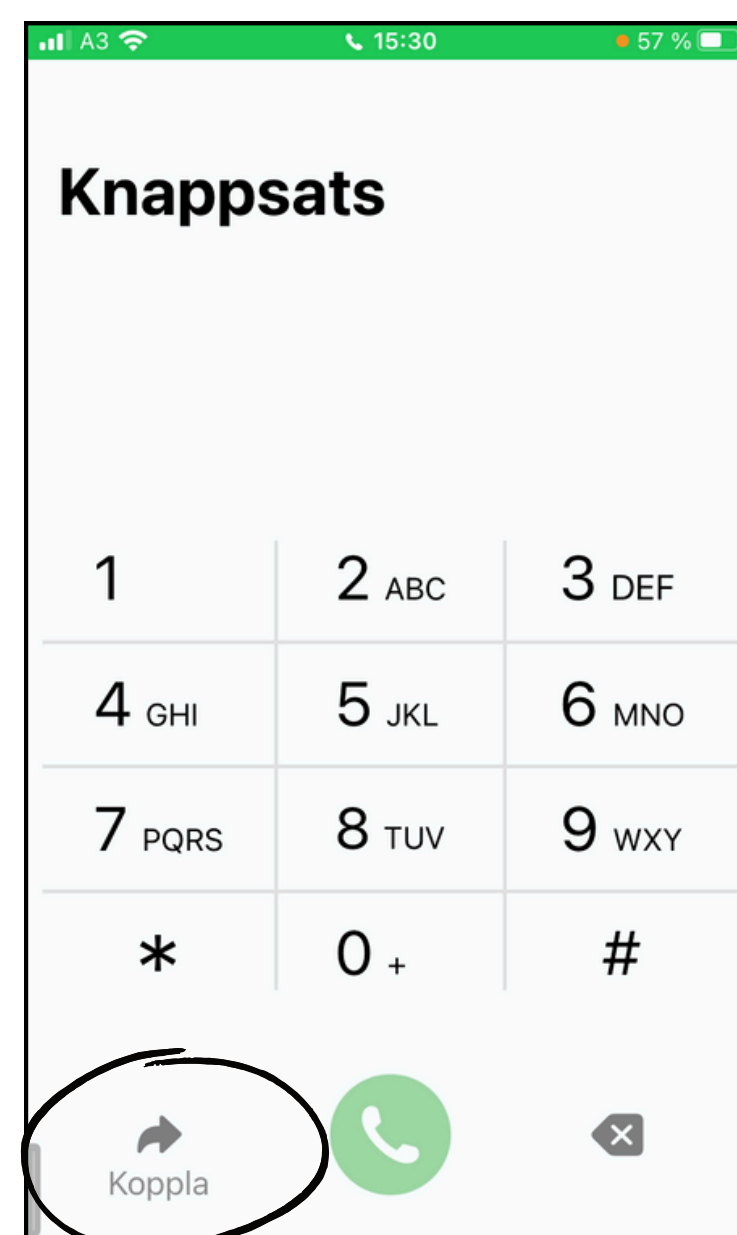 A3 15:30 57 %
Knappsats
1 2 ABC 3 DEF
4 GHI 5 JKL 6 MNO
7 PQRS 8 TUV 9 WXY
* 0 + #
Koppla